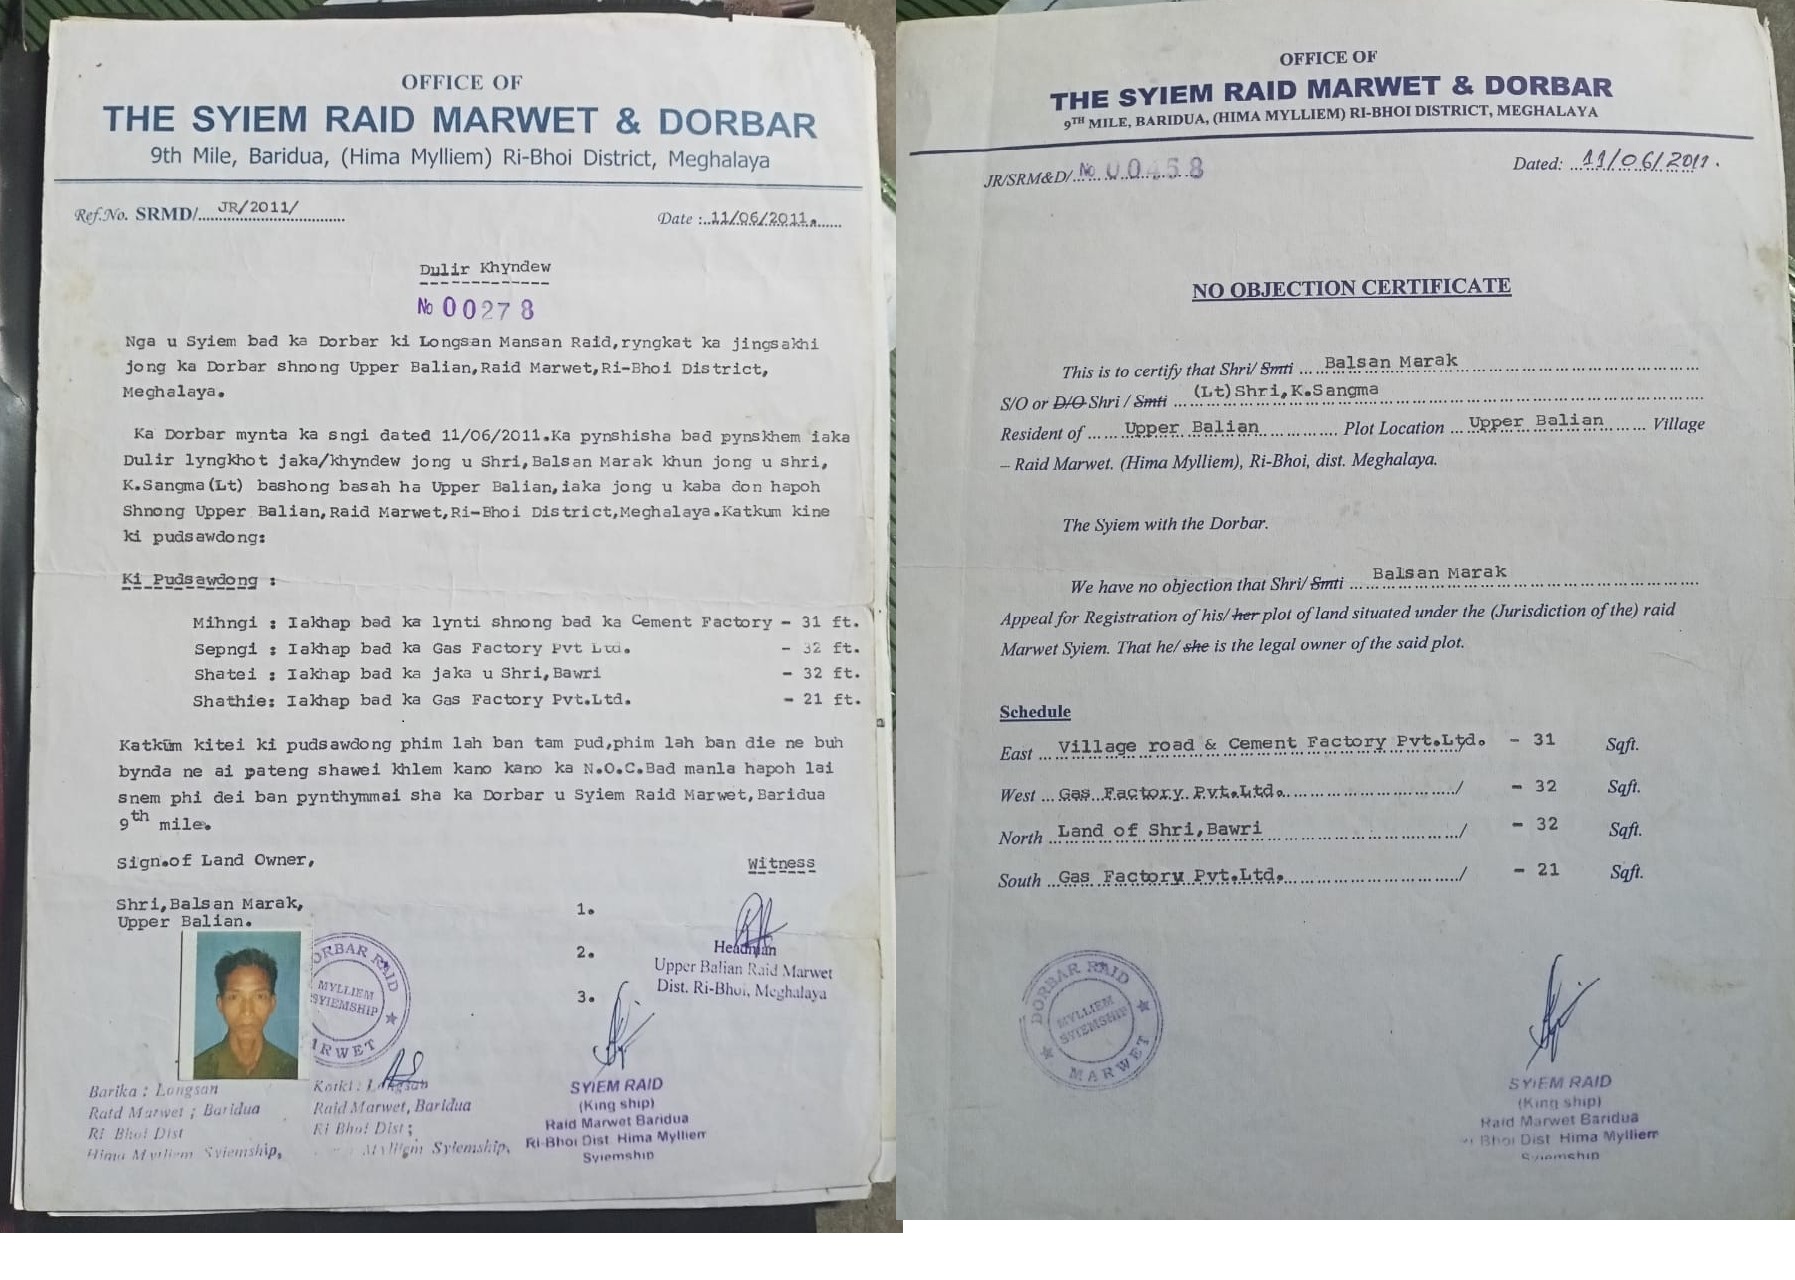 OFFICE OF
THE SYIEM RAID MARWET & DORBAR
9th Mile, Baridua, (Hima Mylliem) Ri-Bhoi District, Meghalaya
Ref.No. SRMD/.....JR/2011/..............
Date :..11/06/2011.......
Dulir Khyndew
No 00278
Nga u Syiem bad ka Dorbar ki Longsan Mansan Raid,ryngkat ka jingsakhi
jong ka Dorbar shnong Upper Balian,Raid Marwet,Ri-Bhoi District,
Meghalaya.
Ka Dorbar mynta ka sngi dated 11/06/2011.Ka pynshisha bad pynskhem iaka
Dulir lyngkhot jaka/khyndew jong u Shri,Balsan Marak khun jong u shri,
K.Sangma(Lt) bashong basah ha Upper Balian,iaka jong u kaba don hapoh
Shnong Upper Balian,Raid Marwet,Ri-Bhoi District,Meghalaya.Katkum kine
ki pudsawdong:
Ki Pudsawdong :
Mihngi : Iakhap bad ka lynti shnong bad ka Cement Factory - 31 ft.
Sepngi : Iakhap bad ka Gas Factory Pvt Ltd. - 32 ft.
Shatei : Iakhap bad ka jaka u Shri,Bawri - 32 ft.
Shathie: Iakhap bad ka Gas Factory Pvt.Ltd. - 21 ft.
Katkum kitei ki pudsawdong phim lah ban tam pud,phim lah ban die ne buh
bynda ne ai pateng shawei khlem kano kano ka N.O.C.Bad manla hapoh lai
snem phi dei ban pynthymmai sha ka Dorbar u Syiem Raid Marwet,Baridua
9th mile.
Sign.of Land Owner,
Witness
Shri,Balsan Marak,
Upper Balian.
1.
2.
3.
Headman
Upper Balian Raid Marwet
Dist. Ri-Bhoi, Meghalaya
DORBAR RAID
MYLLIEM
SYIEMSHIP
MARWET
Barika : Longsan
Raid Marwet ; Baridua
Ri Bhoi Dist
Hima Mylliem Syiemship,
Katki : Longsan
Raid Marwet, Baridua
Ri Bhoi Dist ;
Mylliem Syiemship,
SYIEM RAID
(King ship)
Raid Marwet Baridua
Ri-Bhoi Dist. Hima Mylliem
Syiemship
OFFICE OF
THE SYIEM RAID MARWET & DORBAR
9TH MILE, BARIDUA, (HIMA MYLLIEM) RI-BHOI DISTRICT, MEGHALAYA
JR/SRM&D/...No 00458
Dated: ...11/06/2011.
NO OBJECTION CERTIFICATE
This is to certify that Shri/ Smti ....Balsan Marak....................
S/O or D/O Shri / Smti ....(Lt)Shri,K.Sangma....................
Resident of ......Upper Balian............. Plot Location ...Upper Balian...... Village
– Raid Marwet. (Hima Mylliem), Ri-Bhoi, dist. Meghalaya.
The Syiem with the Dorbar.
We have no objection that Shri/ Smti ....Balsan Marak....................
Appeal for Registration of his/ her plot of land situated under the (Jurisdiction of the) raid
Marwet Syiem. That he/ she is the legal owner of the said plot.
Schedule
East ...Village road & Cement Factory Pvt.Ltd. - 31 Sqft.
West ...Gas Factory Pvt.Ltd.............................../ - 32 Sqft.
North ...Land of Shri,Bawri............................../ - 32 Sqft.
South ...Gas Factory Pvt.Ltd............................../ - 21 Sqft.
DORBAR RAID
MYLLIEM
SYIEMSHIP
MARWET
SYIEM RAID
(King ship)
Raid Marwet Baridua
Bhoi Dist Hima Mylliem
Syiemship